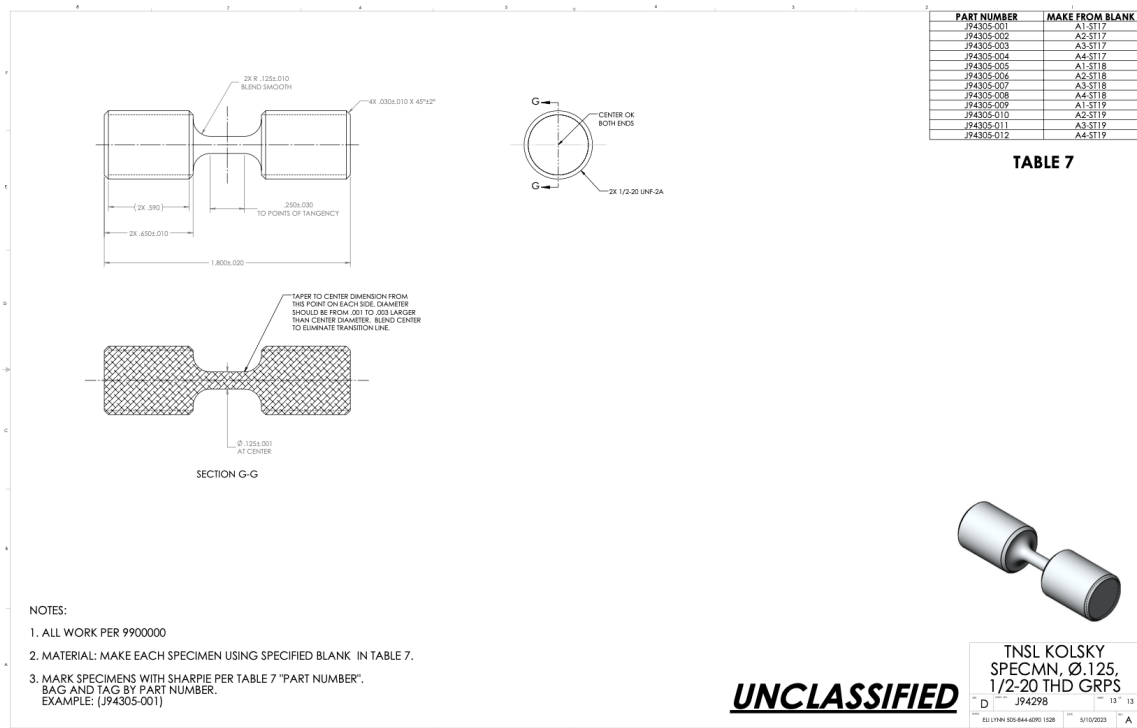 PART NUMBER MAKE FROM BLANK
J94305-001 A1-ST17
J94305-002 A2-ST17
J94305-003 A3-ST17
J94305-004 A4-ST17
J94305-005 A1-ST18
J94305-006 A2-ST18
J94305-007 A3-ST18
J94305-008 A4-ST18
J94305-009 A1-ST19
J94305-010 A2-ST19
J94305-011 A3-ST19
J94305-012 A4-ST19
TABLE 7
2X R .125±.010
BLEND SMOOTH
4X .030±.010 X 45°±2°
(2X .590)
.250±.030
TO POINTS OF TANGENCY
2X .650±.010
1.800±.020
G
CENTER OK
BOTH ENDS
G
2X 1/2-20 UNF-2A
TAPER TO CENTER DIMENSION FROM
THIS POINT ON EACH SIDE. DIAMETER
SHOULD BE FROM .001 TO .003 LARGER
THAN CENTER DIAMETER. BLEND CENTER
TO ELIMINATE TRANSITION LINE.
Ø .125±.001
AT CENTER
SECTION G-G
NOTES:
1. ALL WORK PER 9900000
2. MATERIAL: MAKE EACH SPECIMEN USING SPECIFIED BLANK IN TABLE 7.
3. MARK SPECIMENS WITH SHARPIE PER TABLE 7 "PART NUMBER".
BAG AND TAG BY PART NUMBER.
EXAMPLE: (J94305-001)
UNCLASSIFIED
TNSL KOLSKY
SPECMN, Ø.125,
1/2-20 THD GRPS
D J94298 13 13
ELI LYNN 505-844-6090 1528 5/10/2023 A